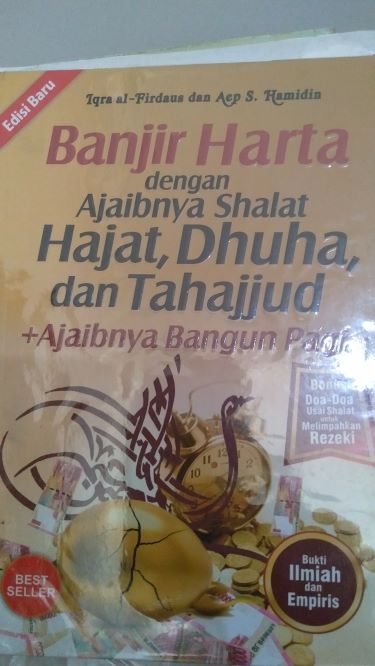 Edisi Baru
Iqra al-Firdaus dan Aep S. Hamidin
Banjir Harta
dengan
Ajaibnya Shalat
Hajat, Dhuha,
dan Tahajjud
+Ajaibnya Bangun Pagi
Bonus:
Doa-Doa
Usai Shalat
untuk
Melimpahkan
Rezeki
BEST
SELLER
Bukti
Ilmiah
dan
Empiris